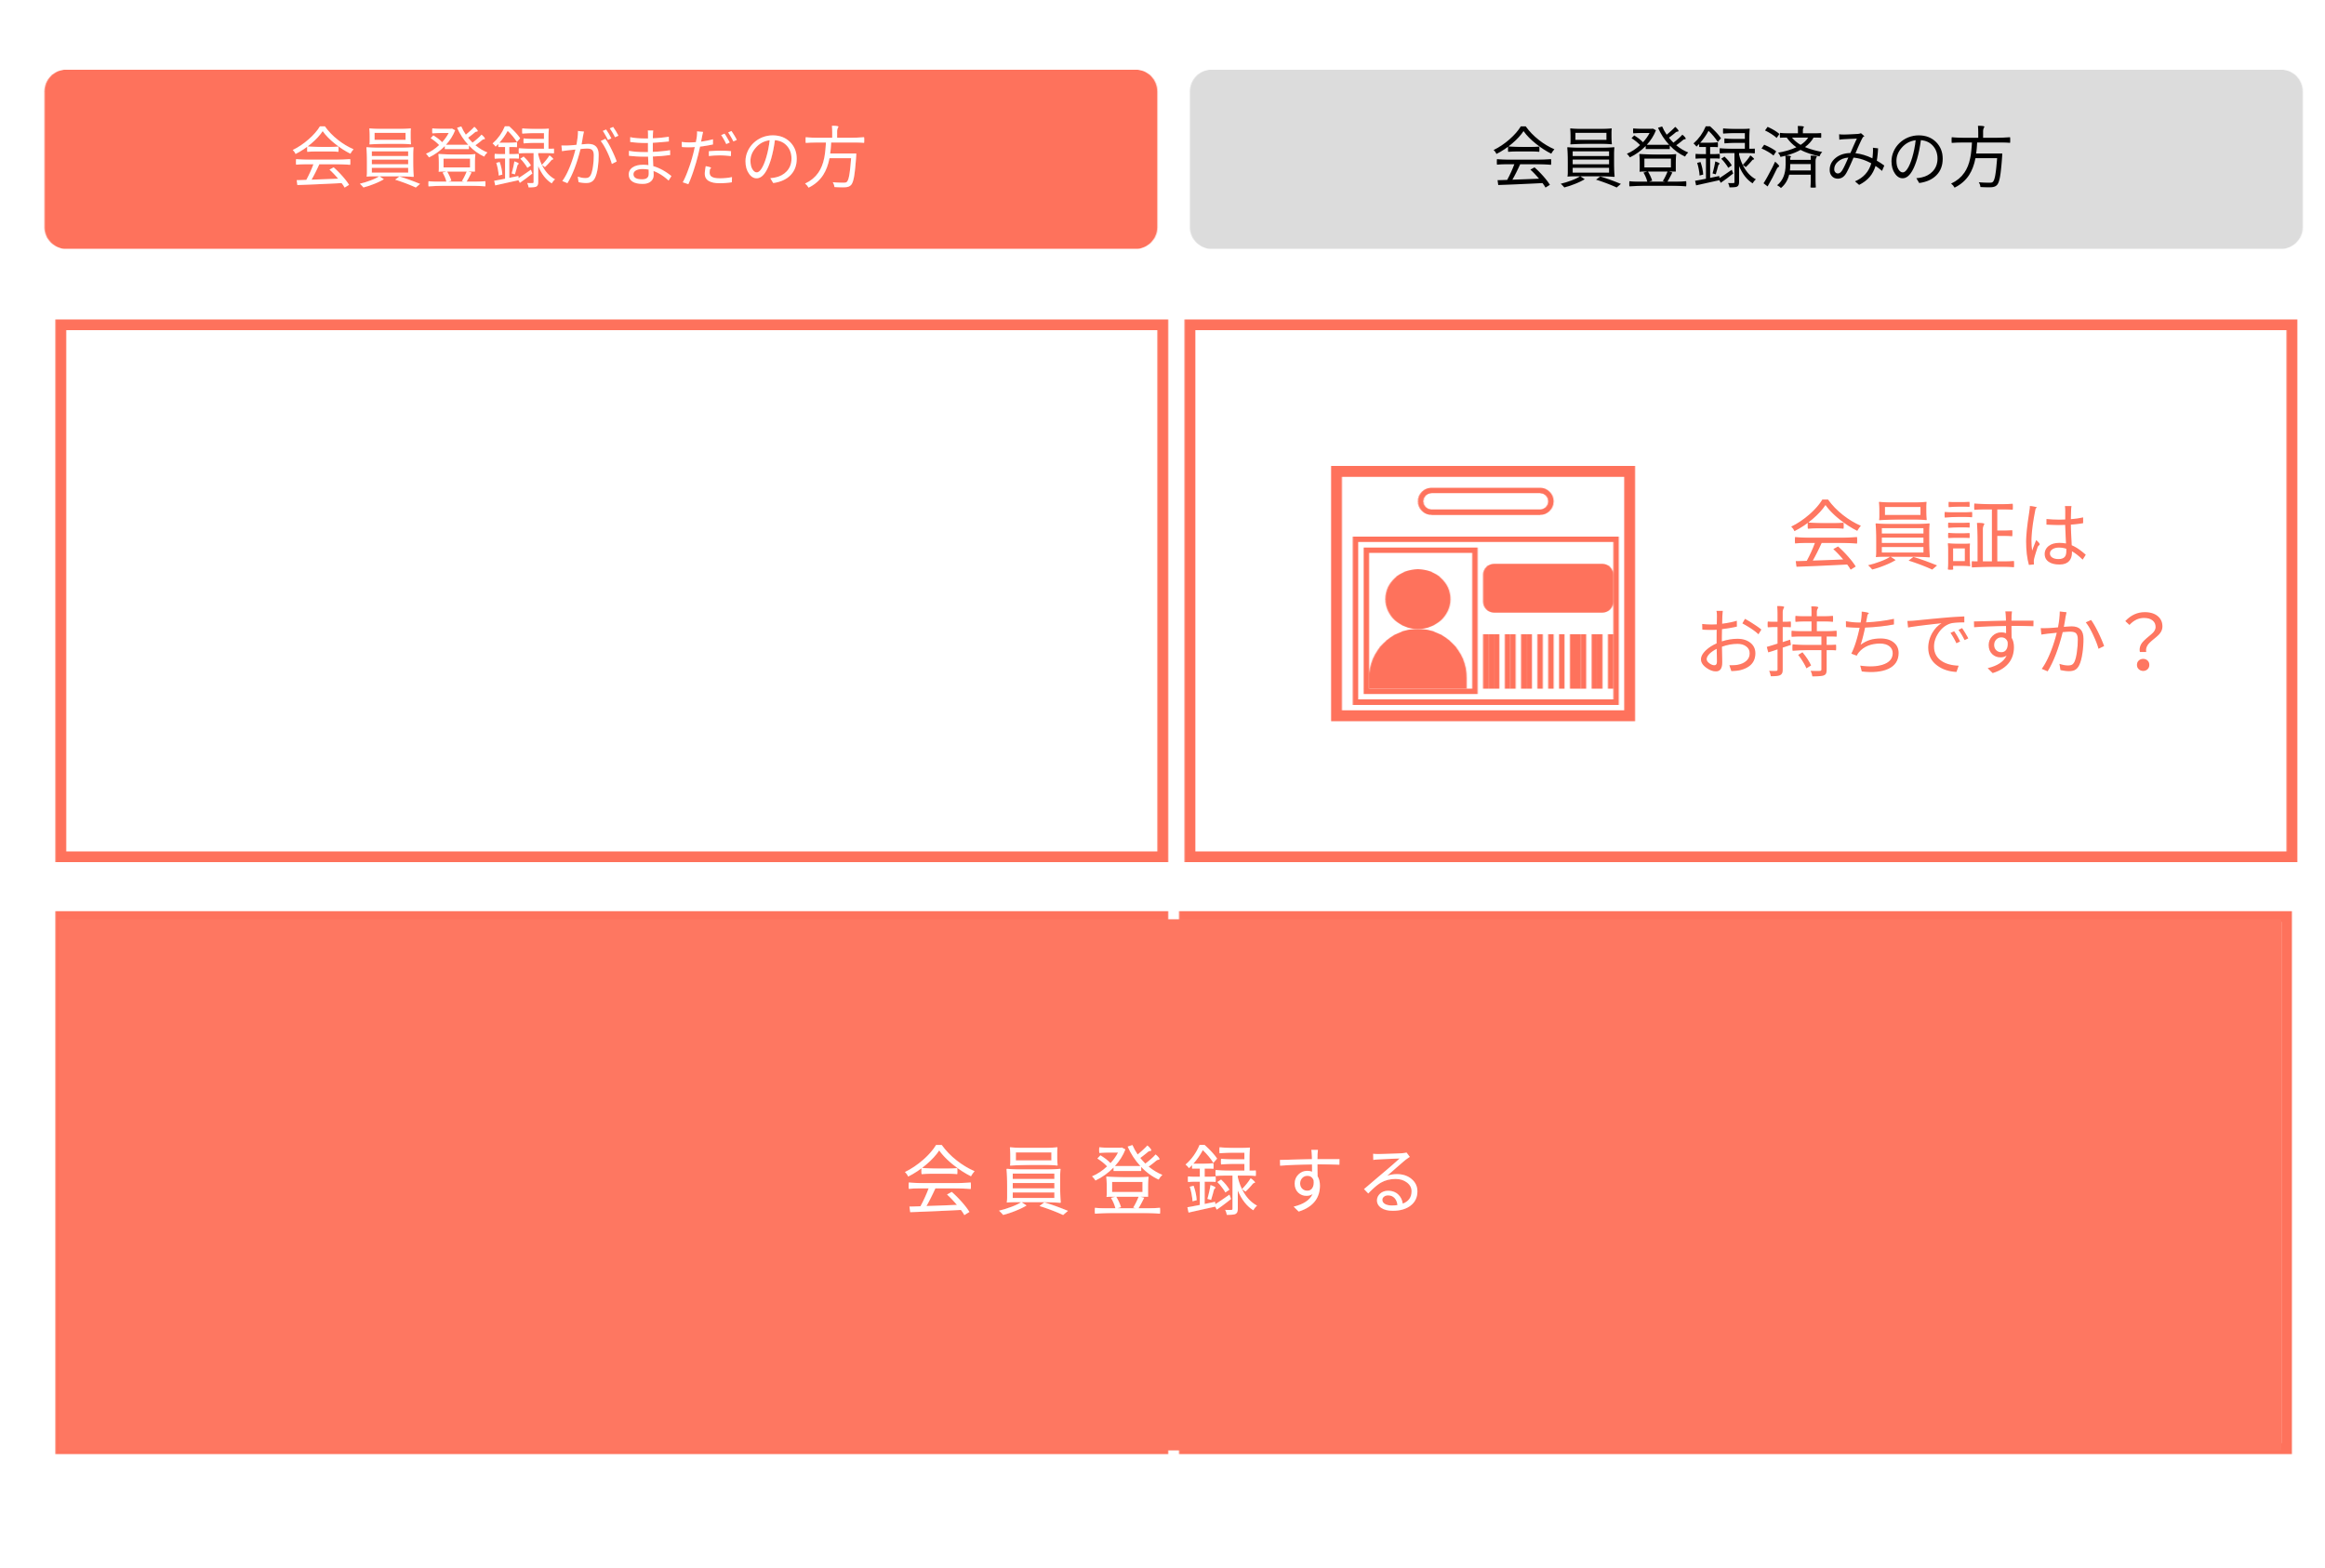 会員登録がまだの方
会員登録済みの方
会員証は
お持ちですか？
会員登録する